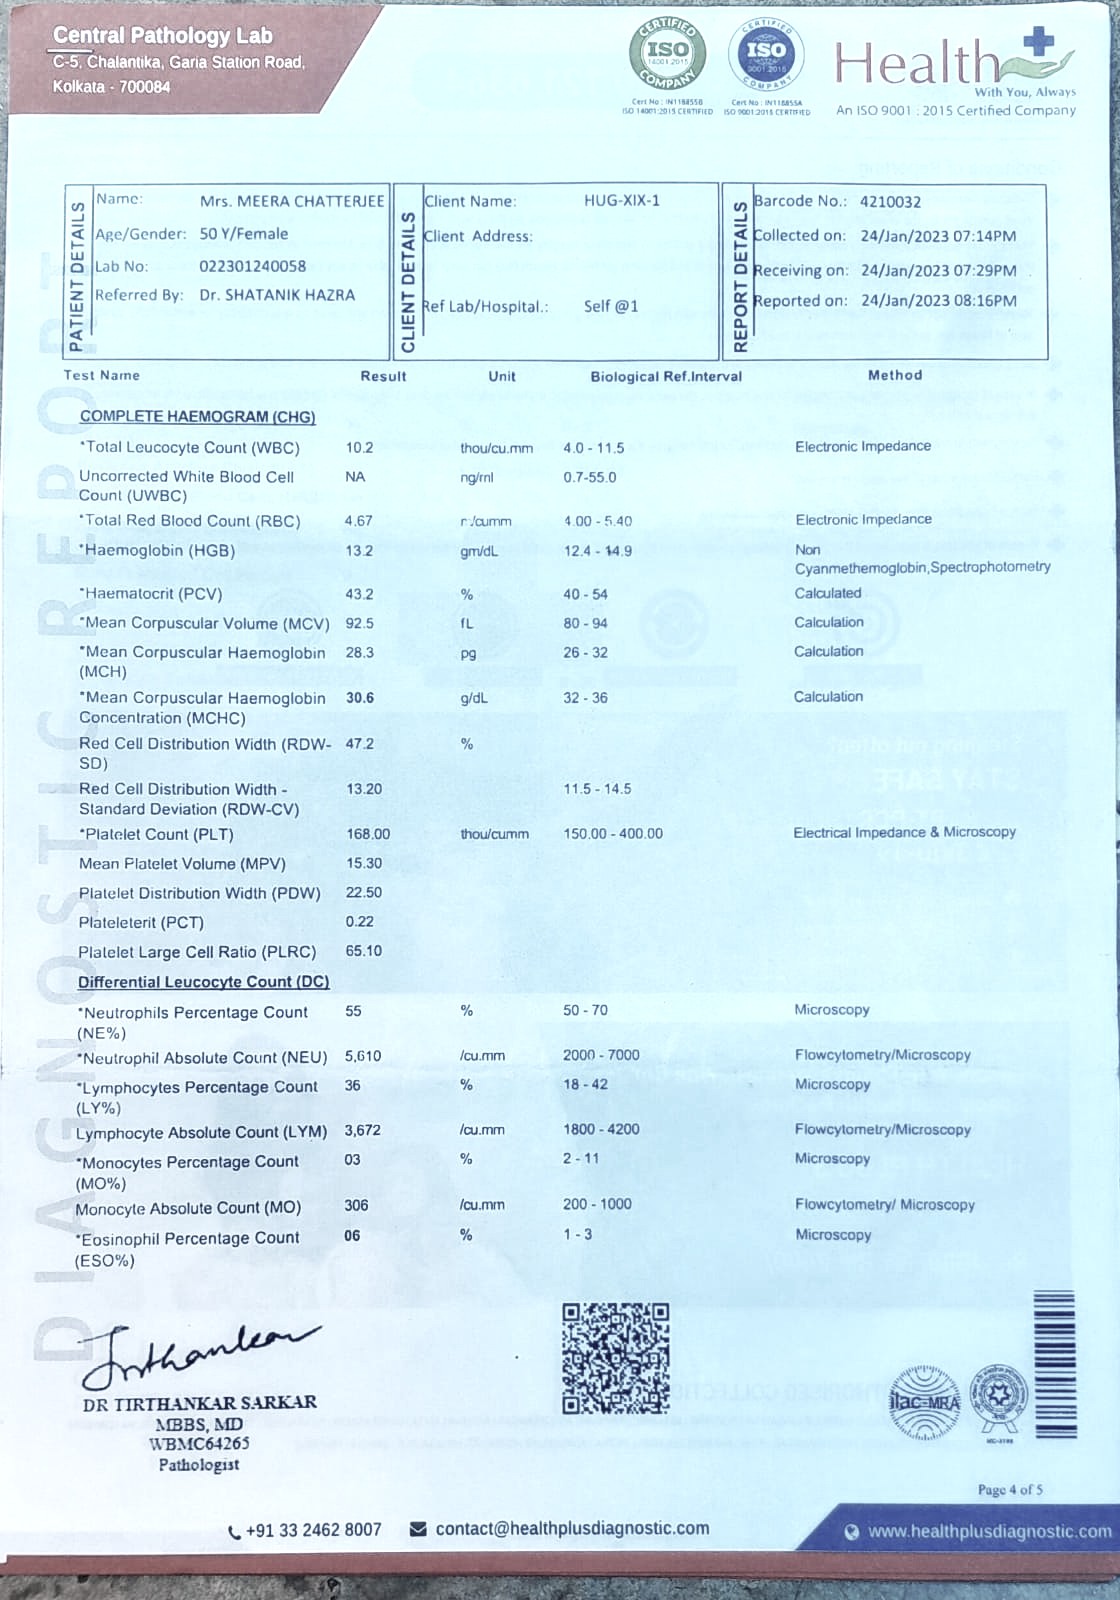 Central Pathology Lab
C-5, Chalantika, Garia Station Road,
Kolkata - 700084
CERTIFIED ISO 14001:2015 COMPANY
Cert No : IN11885SB
ISO 14001:2015 CERTIFIED
CERTIFIED ISO 9001:2015 COMPANY
Cert No : IN11885SA
ISO 9001:2015 CERTIFIED
Health
With You, Always
An ISO 9001 : 2015 Certified Company
DIAGNOSTIC REPORT
PATIENT DETAILS
Name: Mrs. MEERA CHATTERJEE
Age/Gender: 50 Y/Female
Lab No: 022301240058
Referred By: Dr. SHATANIK HAZRA
CLIENT DETAILS
Client Name: HUG-XIX-1
Client Address:
Ref Lab/Hospital.: Self @1
REPORT DETAILS
Barcode No.: 4210032
Collected on: 24/Jan/2023 07:14PM
Receiving on: 24/Jan/2023 07:29PM
Reported on: 24/Jan/2023 08:16PM
Test Name Result Unit Biological Ref.Interval Method
COMPLETE HAEMOGRAM (CHG)
*Total Leucocyte Count (WBC) 10.2 thou/cu.mm 4.0 - 11.5 Electronic Impedance
Uncorrected White Blood Cell NA ng/ml 0.7-55.0
Count (UWBC)
*Total Red Blood Count (RBC) 4.67 /cumm 4.00 - 5.40 Electronic Impedance
*Haemoglobin (HGB) 13.2 gm/dL 12.4 - 14.9 Non
Cyanmethemoglobin,Spectrophotometry
*Haematocrit (PCV) 43.2 % 40 - 54 Calculated
*Mean Corpuscular Volume (MCV) 92.5 fL 80 - 94 Calculation
*Mean Corpuscular Haemoglobin 28.3 pg 26 - 32 Calculation
(MCH)
*Mean Corpuscular Haemoglobin 30.6 g/dL 32 - 36 Calculation
Concentration (MCHC)
Red Cell Distribution Width (RDW- 47.2 %
SD)
Red Cell Distribution Width - 13.20 11.5 - 14.5
Standard Deviation (RDW-CV)
*Platelet Count (PLT) 168.00 thou/cumm 150.00 - 400.00 Electrical Impedance & Microscopy
Mean Platelet Volume (MPV) 15.30
Platelet Distribution Width (PDW) 22.50
Plateleterit (PCT) 0.22
Platelet Large Cell Ratio (PLRC) 65.10
Differential Leucocyte Count (DC)
*Neutrophils Percentage Count 55 % 50 - 70 Microscopy
(NE%)
*Neutrophil Absolute Count (NEU) 5,610 /cu.mm 2000 - 7000 Flowcytometry/Microscopy
*Lymphocytes Percentage Count 36 % 18 - 42 Microscopy
(LY%)
Lymphocyte Absolute Count (LYM) 3,672 /cu.mm 1800 - 4200 Flowcytometry/Microscopy
*Monocytes Percentage Count 03 % 2 - 11 Microscopy
(MO%)
Monocyte Absolute Count (MO) 306 /cu.mm 200 - 1000 Flowcytometry/ Microscopy
*Eosinophil Percentage Count 06 % 1 - 3 Microscopy
(ESO%)
Tirthankar
DR TIRTHANKAR SARKAR
MBBS, MD
WBMC64265
Pathologist
ilac-MRA
Page 4 of 5
+91 33 2462 8007 contact@healthplusdiagnostic.com www.healthplusdiagnostic.com